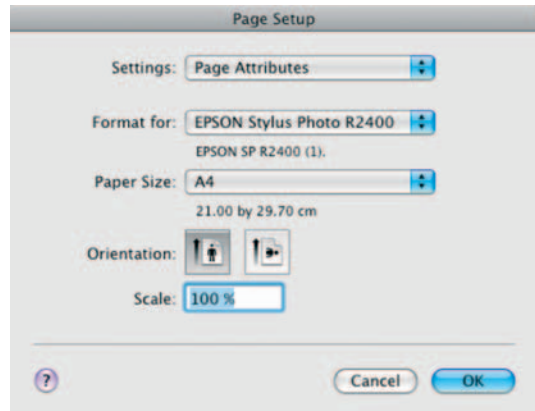 Page Setup
Settings: Page Attributes
Format for: EPSON Stylus Photo R2400
EPSON SP R2400 (1).
Paper Size: A4
21.00 by 29.70 cm
Orientation:
Scale: 100 %
? Cancel OK